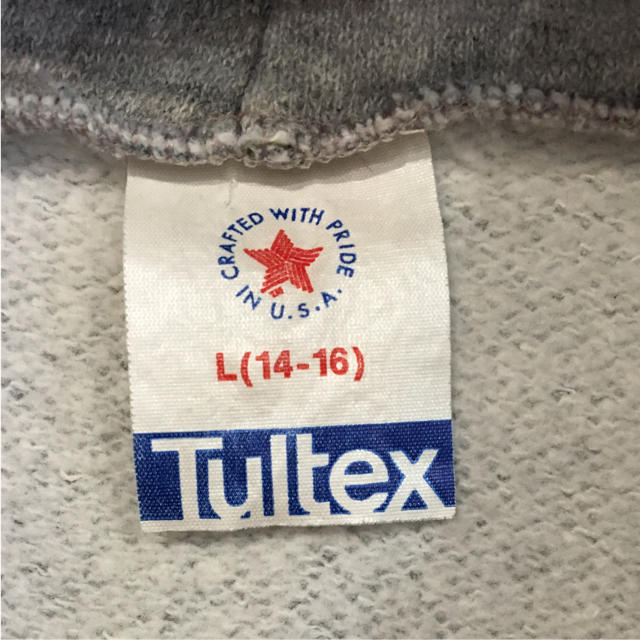 CRAFTED WITH PRIDE
IN U.S.A.
L(14-16)
Tultex